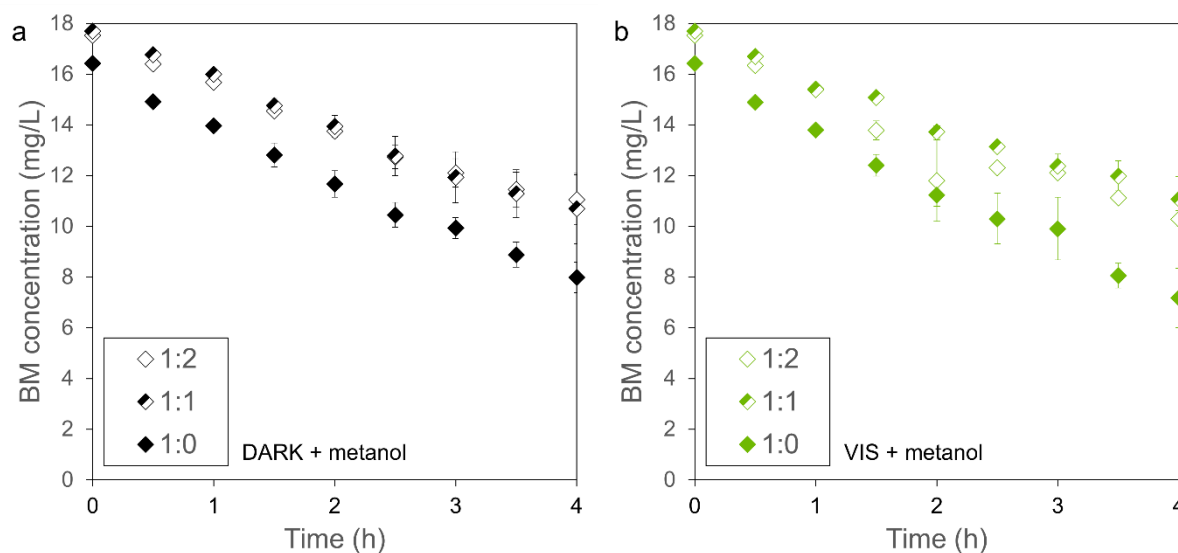 a
BM concentration (mg/L)
18
16
14
12
10
8
6
4
2
0
1:2
1:1
1:0
DARK + metanol
0 1 2 3 4
Time (h)
b
BM concentration (mg/L)
18
16
14
12
10
8
6
4
2
0
1:2
1:1
1:0
VIS + metanol
0 1 2 3 4
Time (h)